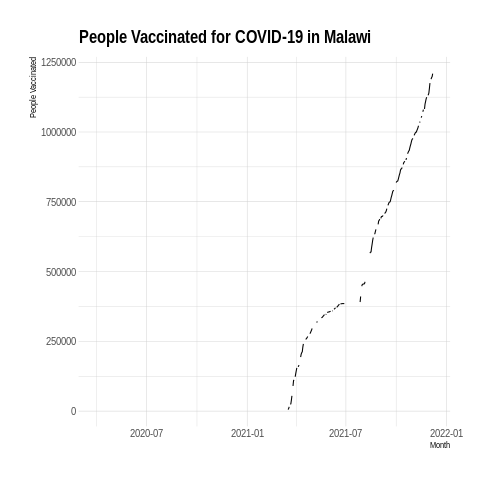 People Vaccinated for COVID-19 in Malawi
People Vaccinated
1250000
1000000
750000
500000
250000
0
2020-07 2021-01 2021-07 2022-01
Month